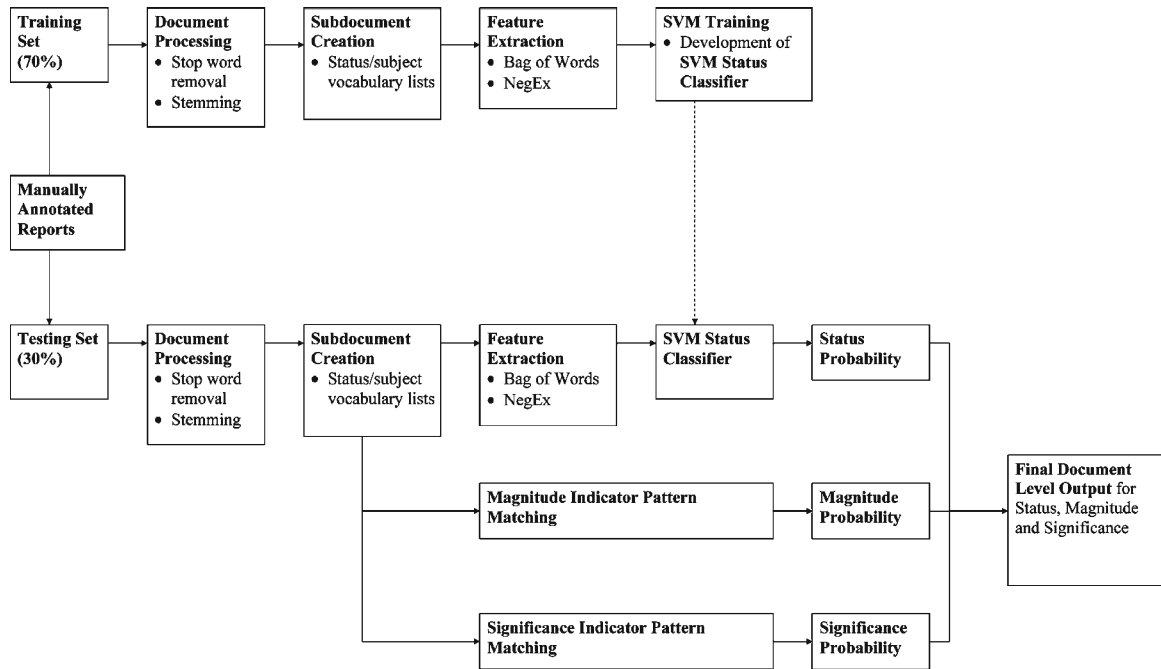 Training
Set
(70%)
Document
Processing
• Stop word
removal
• Stemming
Subdocument
Creation
• Status/subject
vocabulary lists
Feature
Extraction
• Bag of Words
• NegEx
SVM Training
• Development of
SVM Status
Classifier
Manually
Annotated
Reports
Testing Set
(30%)
Document
Processing
• Stop word
removal
• Stemming
Subdocument
Creation
• Status/subject
vocabulary lists
Feature
Extraction
• Bag of Words
• NegEx
SVM Status
Classifier
Status
Probability
Magnitude Indicator Pattern
Matching
Magnitude
Probability
Final Document
Level Output for
Status, Magnitude
and Significance
Significance Indicator Pattern
Matching
Significance
Probability